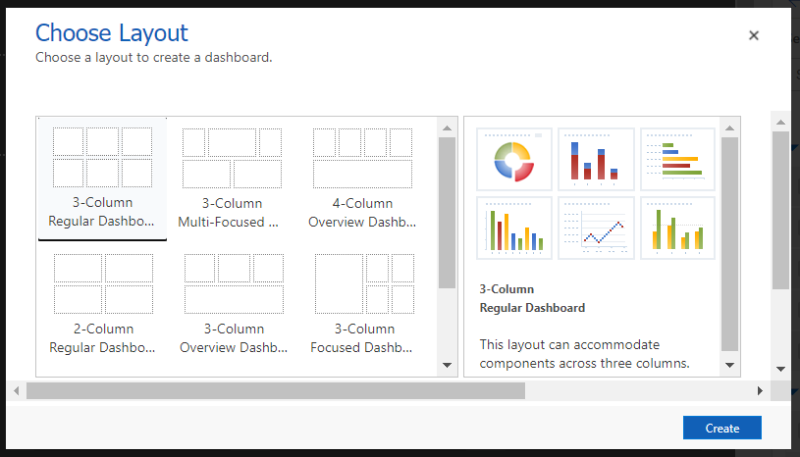 Choose Layout
Choose a layout to create a dashboard.
3-Column
Regular Dashbo...
3-Column
Multi-Focused ...
4-Column
Overview Dashb...
2-Column
Regular Dashbo...
3-Column
Overview Dashb...
3-Column
Focused Dashb...
3-Column
Regular Dashboard
This layout can accommodate
components across three columns.
Create